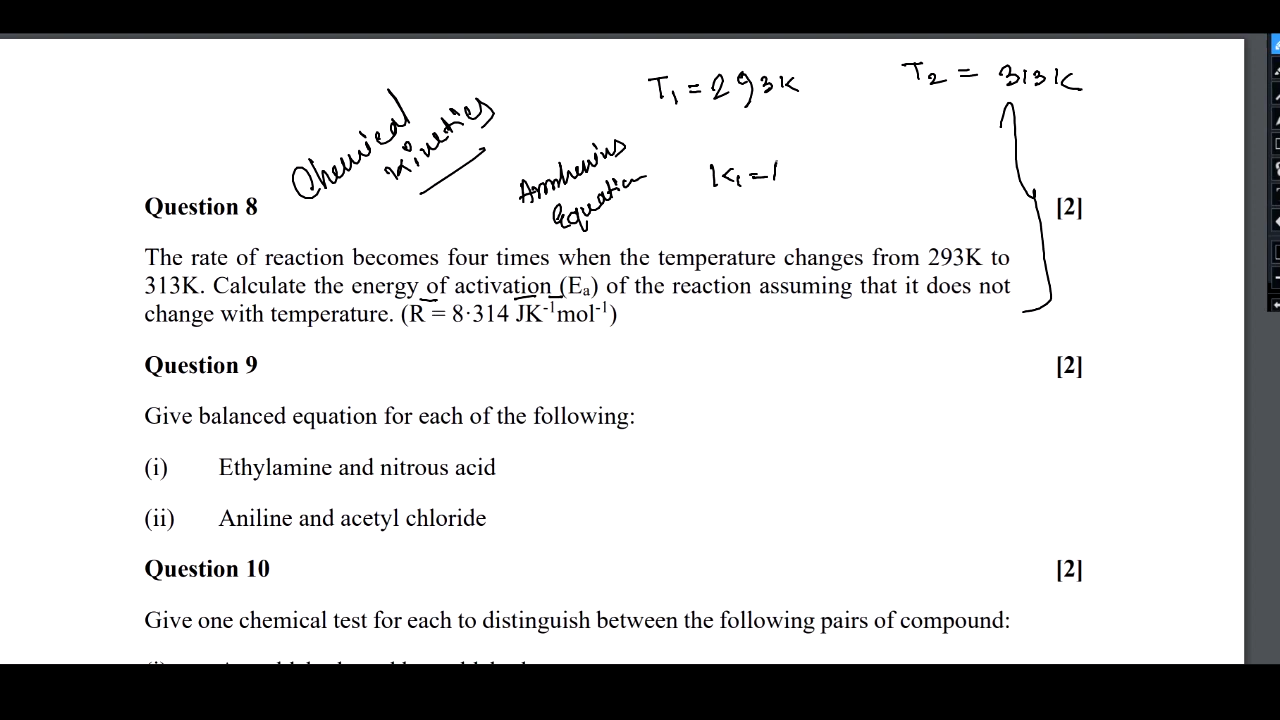 T₁ = 293K
T₂ = 313K
Chemical
Kinetics
Arrhenius
Equation
K₁ = 1
Question 8 [2]
The rate of reaction becomes four times when the temperature changes from 293K to
313K. Calculate the energy of activation (Eₐ) of the reaction assuming that it does not
change with temperature. (R = 8·314 JK⁻¹mol⁻¹)
Question 9 [2]
Give balanced equation for each of the following:
(i) Ethylamine and nitrous acid
(ii) Aniline and acetyl chloride
Question 10 [2]
Give one chemical test for each to distinguish between the following pairs of compound: